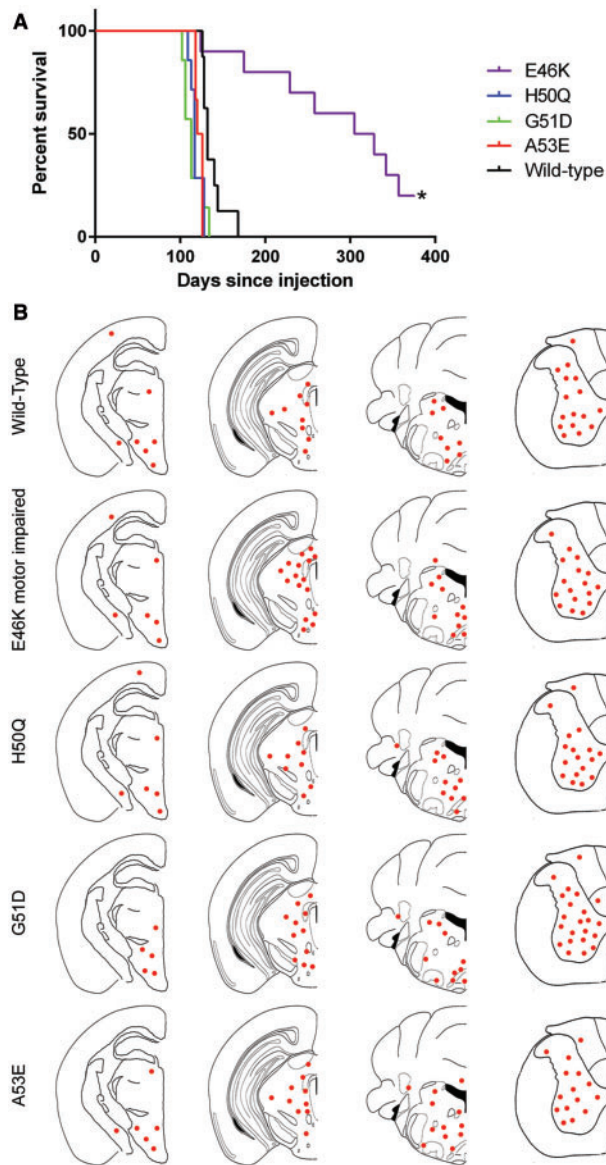 A
Percent survival
100
50
0
0 100 200 300 400
Days since injection
*
E46K
H50Q
G51D
A53E
Wild-type
B
Wild-Type
E46K motor impaired
H50Q
G51D
A53E